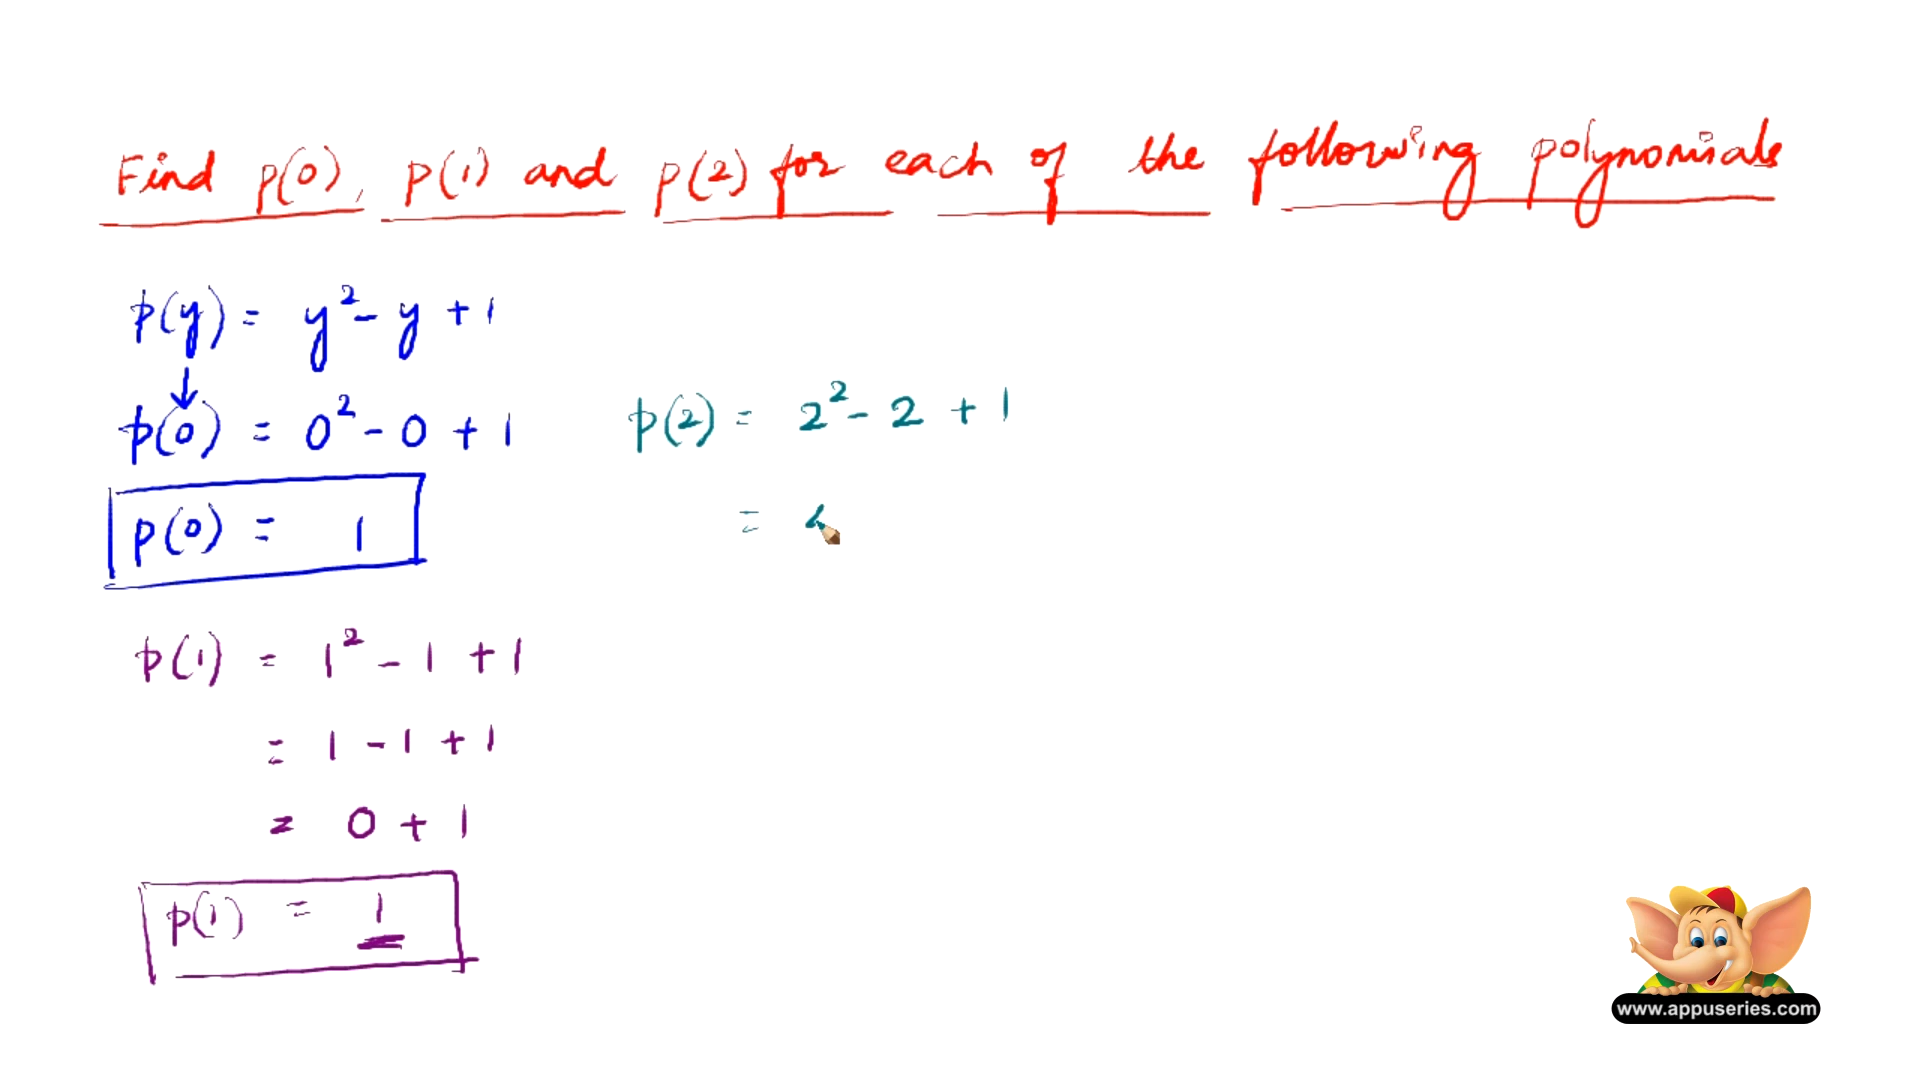 Find p(0), p(1) and p(2) for each of the following polynomials
p(y) = y² - y + 1
p(0) = 0² - 0 + 1
p(0) = 1
p(1) = 1² - 1 + 1
= 1 - 1 + 1
= 0 + 1
p(1) = 1
p(2) = 2² - 2 + 1
=
www.appuseries.com